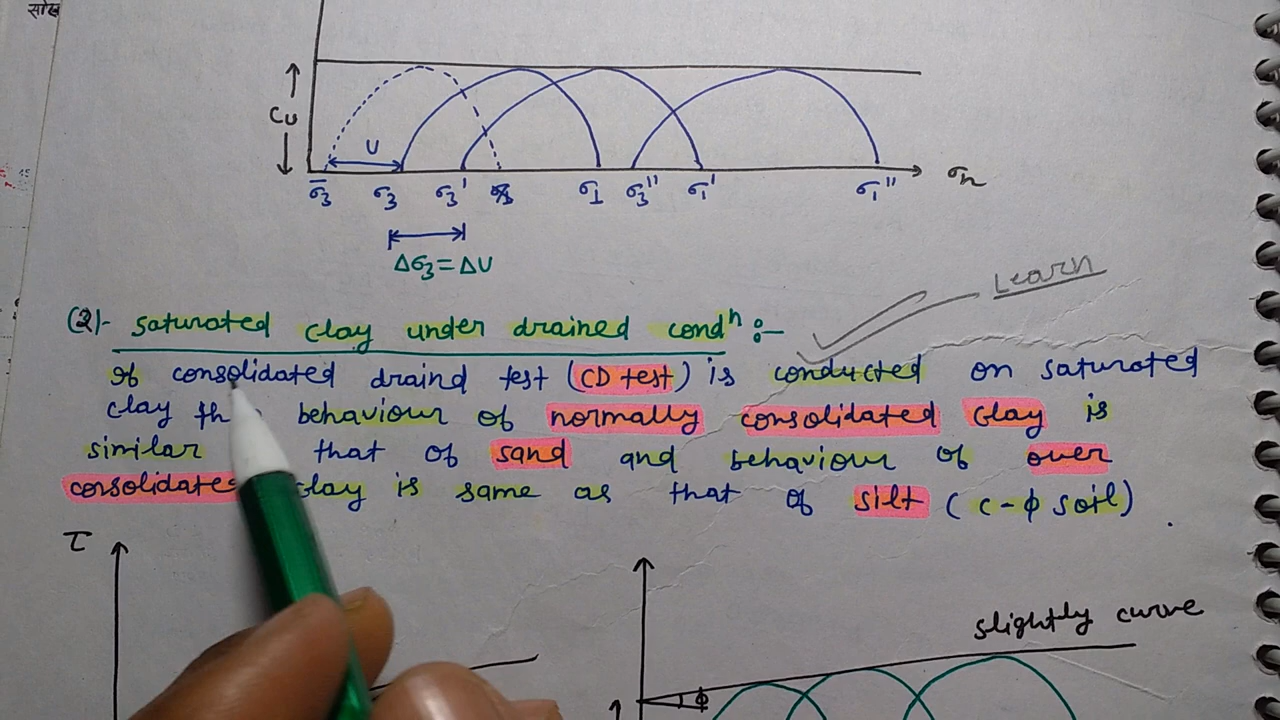 सोख
Cu
U
σ̅3 σ3 σ3' σ1 σ3'' σ1' σ1'' σn
Δσ3 = ΔU
Learn
(2)- saturated clay under drained condⁿ :-
If consolidated draind test (CD test) is conducted on saturated
clay behaviour of normally consolidated clay is
similar that of sand and behaviour of over
consolidated clay is same as that of silt ( c-ϕ soil) .
τ
slightly curve
ϕ